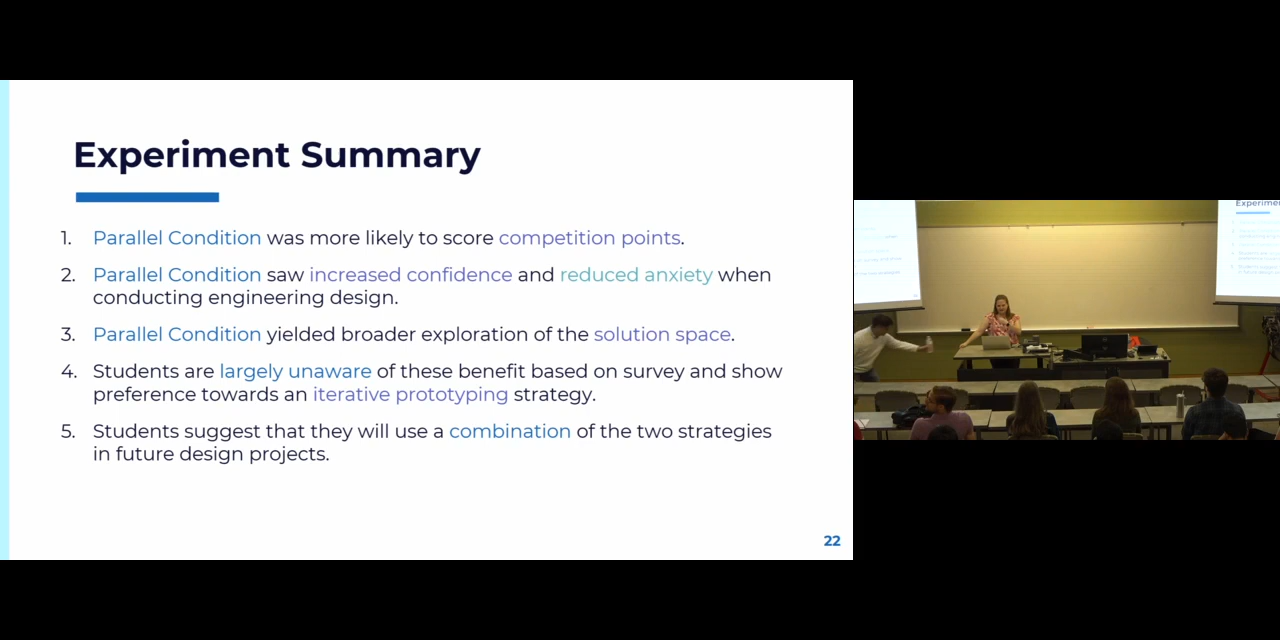 Experiment Summary
1. Parallel Condition was more likely to score competition points.
2. Parallel Condition saw increased confidence and reduced anxiety when
conducting engineering design.
3. Parallel Condition yielded broader exploration of the solution space.
4. Students are largely unaware of these benefit based on survey and show
preference towards an iterative prototyping strategy.
5. Students suggest that they will use a combination of the two strategies
in future design projects.
22
Experime